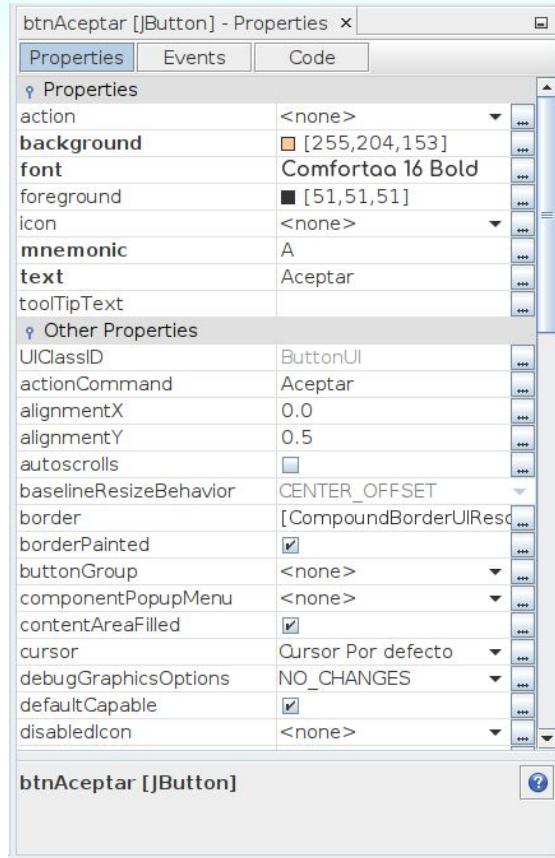 btnAceptar [JButton] - Properties ×
Properties Events Code
Properties
action <none> ...
background [255,204,153] ...
font Comfortaa 16 Bold ...
foreground [51,51,51] ...
icon <none> ...
mnemonic A ...
text Aceptar ...
toolTipText ...
Other Properties
UIClassID ButtonUI ...
actionCommand Aceptar ...
alignmentX 0.0 ...
alignmentY 0.5 ...
autoscrolls ...
baselineResizeBehavior CENTER_OFFSET
border [CompoundBorderUIResc ...
borderPainted ...
buttonGroup <none> ...
componentPopupMenu <none> ...
contentAreaFilled ...
cursor Cursor Por defecto ...
debugGraphicsOptions NO_CHANGES ...
defaultCapable ...
disabledIcon <none> ...
btnAceptar [JButton] ?